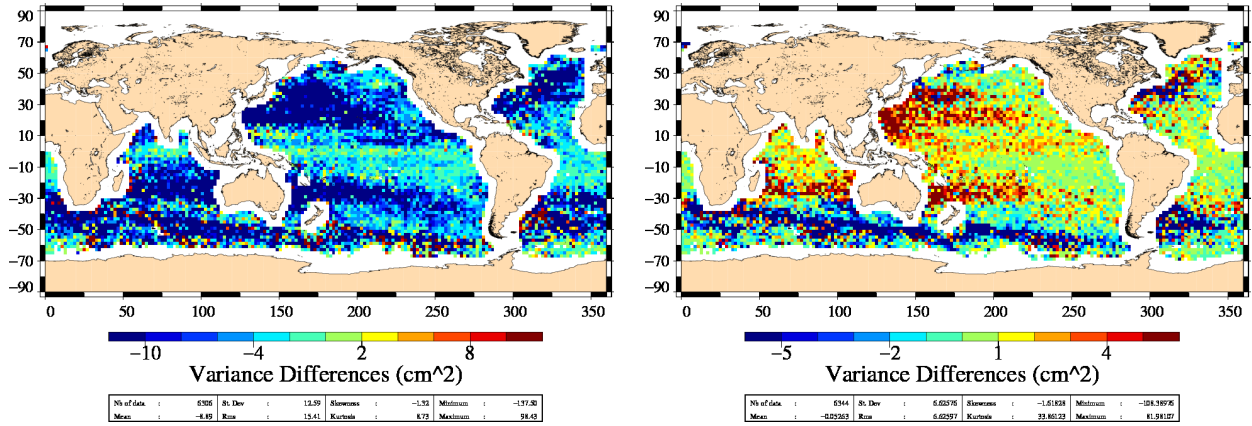 90
70
50
30
10
−10
−30
−50
−70
−90
0 50 100 150 200 250 300 350
−10 −4 2 8
Variance Differences (cm^2)
Nb of data : 6306 St. Dev : 12.59 Skewness : −1.32 Minimum : −137.50
Mean : −8.89 Rms : 15.41 Kurtosis : 8.73 Maximum : 98.43
90
70
50
30
10
−10
−30
−50
−70
−90
0 50 100 150 200 250 300 350
−5 −2 1 4
Variance Differences (cm^2)
Nb of data : 6344 St. Dev : 6.62576 Skewness : −1.61828 Minimum : −108.38976
Mean : −0.05263 Rms : 6.62597 Kurtosis : 33.86123 Maximum : 81.98107